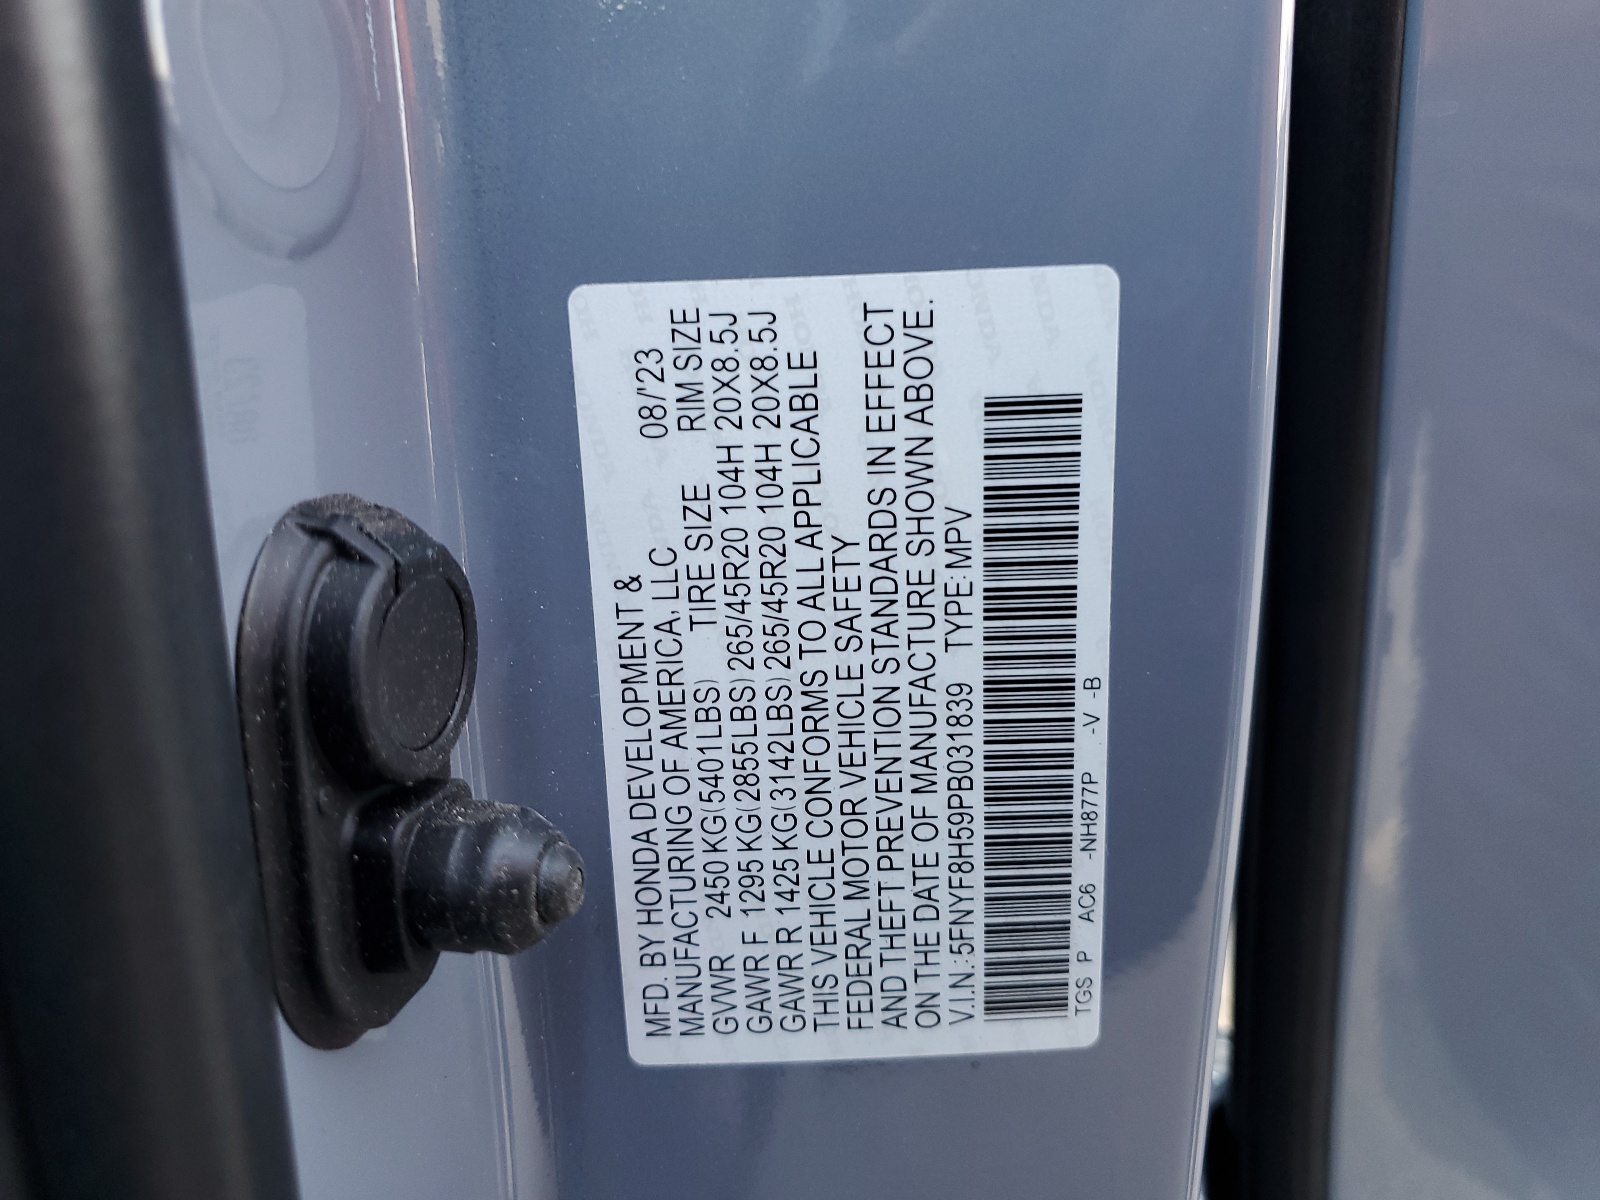 MFD. BY HONDA DEVELOPMENT &
MANUFACTURING OF AMERICA, LLC 08/'23
GVWR 2450 KG(5401LBS) TIRE SIZE RIM SIZE
GAWR F 1295 KG(2855LBS) 265/45R20 104H 20X8.5J
GAWR R 1425 KG(3142LBS) 265/45R20 104H 20X8.5J
THIS VEHICLE CONFORMS TO ALL APPLICABLE
FEDERAL MOTOR VEHICLE SAFETY
AND THEFT PREVENTION STANDARDS IN EFFECT
ON THE DATE OF MANUFACTURE SHOWN ABOVE.
V.I.N.: 5FNYF8H59PB031839 TYPE: MPV
TGS P AC6 -NH877P -V -B